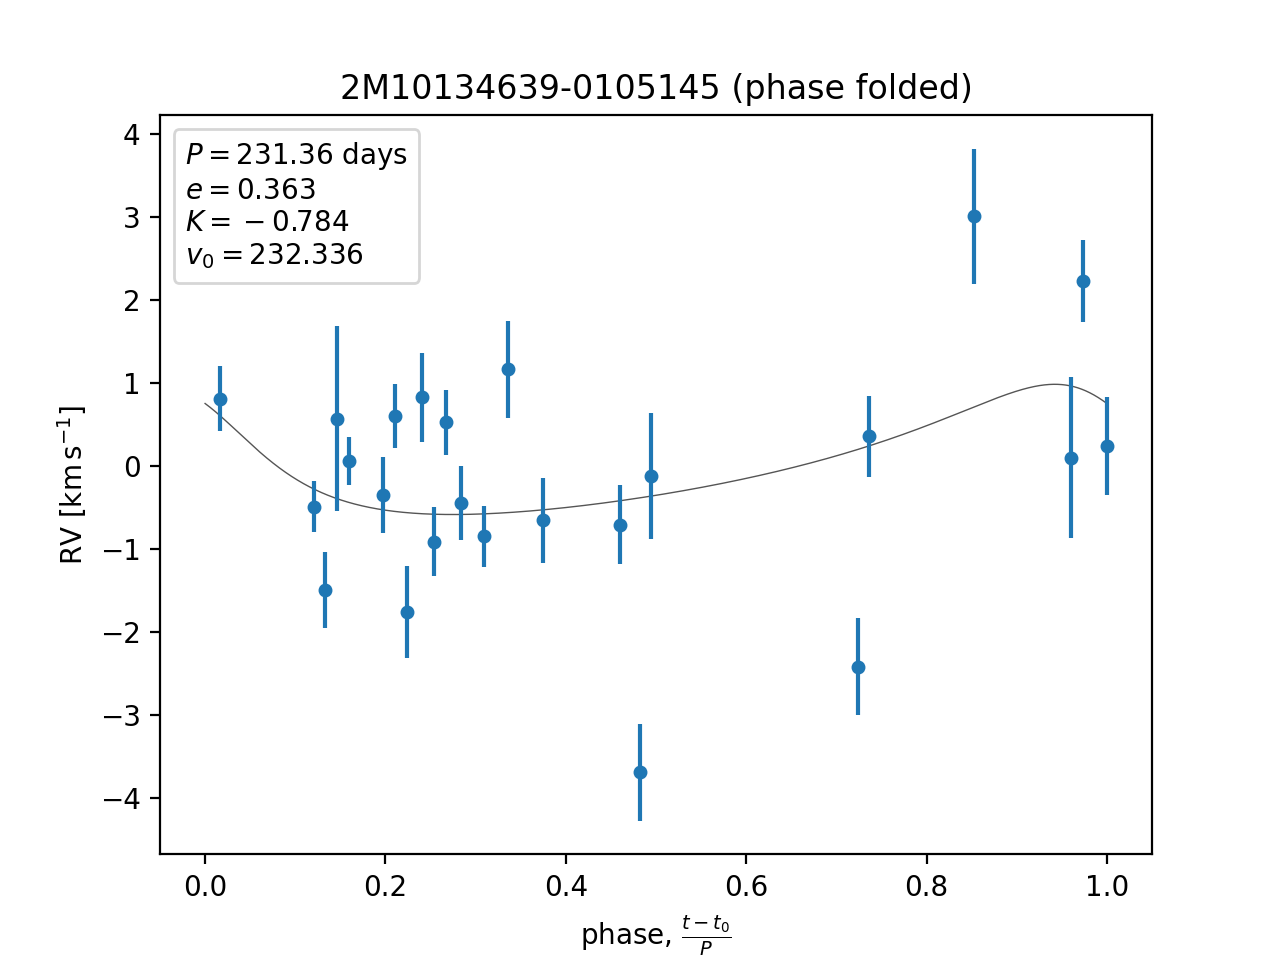 2M10134639-0105145 (phase folded)
P = 231.36 days
e = 0.363
K = −0.784
v₀ = 232.336
4
3
2
1
0
−1
−2
−3
−4
RV [km s⁻¹]
0.0 0.2 0.4 0.6 0.8 1.0
phase, (t − t₀)/P